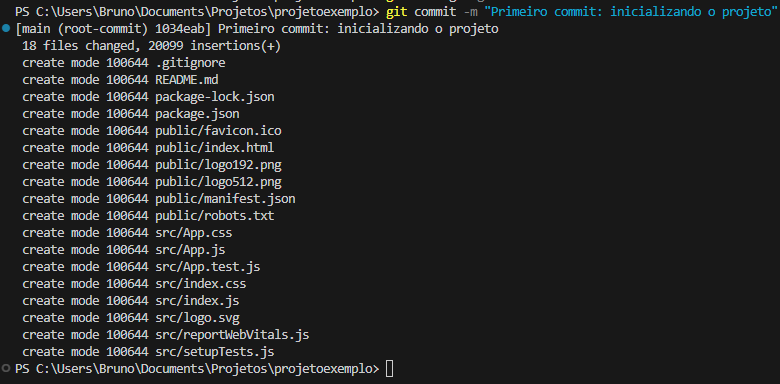 PS C:\Users\Bruno\Documents\Projetos\projetoexemplo> git commit -m "Primeiro commit: inicializando o projeto"
[main (root-commit) 1034eab] Primeiro commit: inicializando o projeto
18 files changed, 20099 insertions(+)
create mode 100644 .gitignore
create mode 100644 README.md
create mode 100644 package-lock.json
create mode 100644 package.json
create mode 100644 public/favicon.ico
create mode 100644 public/index.html
create mode 100644 public/logo192.png
create mode 100644 public/logo512.png
create mode 100644 public/manifest.json
create mode 100644 public/robots.txt
create mode 100644 src/App.css
create mode 100644 src/App.js
create mode 100644 src/App.test.js
create mode 100644 src/index.css
create mode 100644 src/index.js
create mode 100644 src/logo.svg
create mode 100644 src/reportWebVitals.js
create mode 100644 src/setupTests.js
PS C:\Users\Bruno\Documents\Projetos\projetoexemplo>